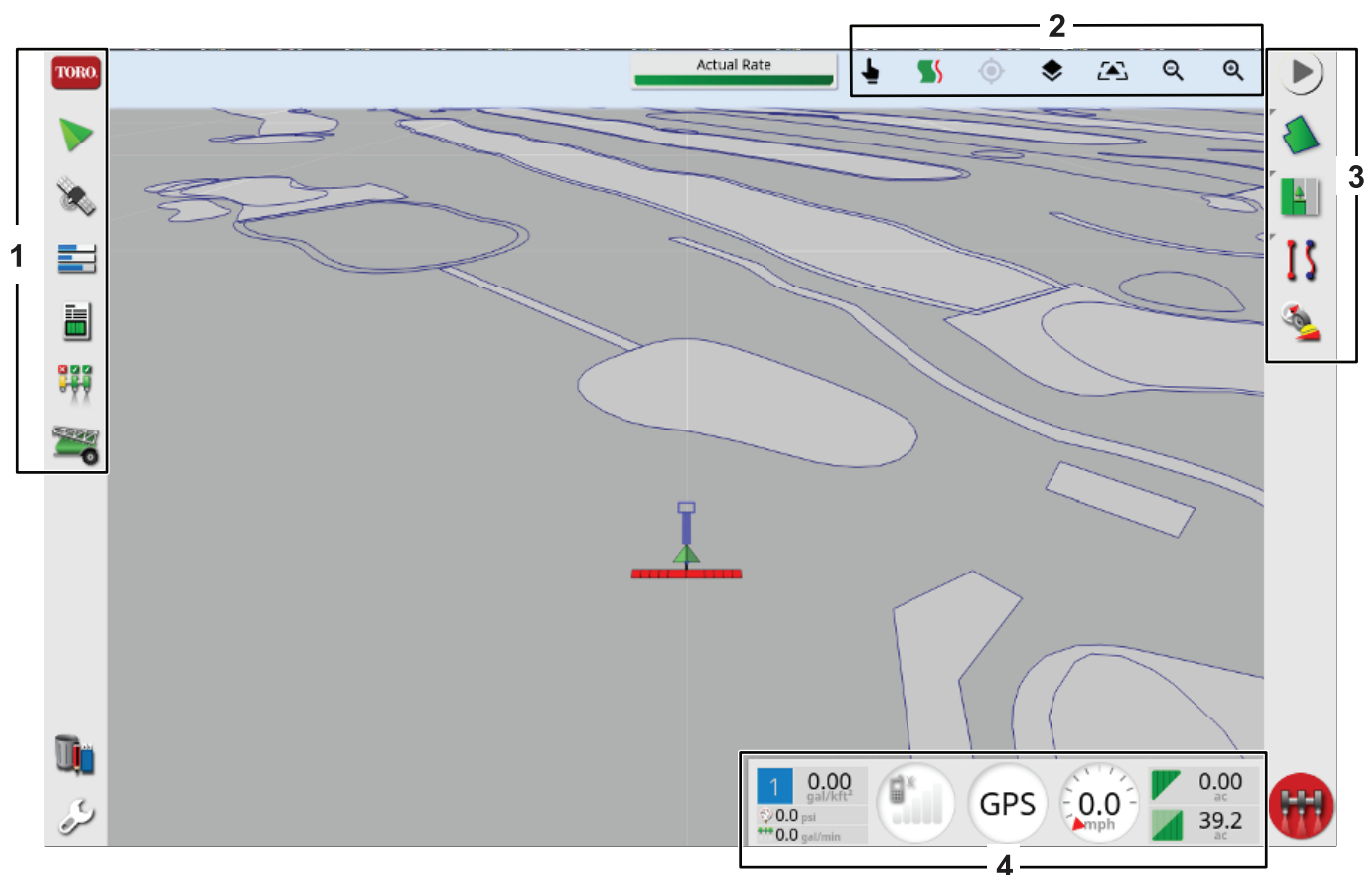 2
TORO.
Actual Rate
3
1
1
0.00
gal/kft²
0.0 psi
0.0 gal/min
GPS
0.0
mph
0.00
ac
39.2
ac
4